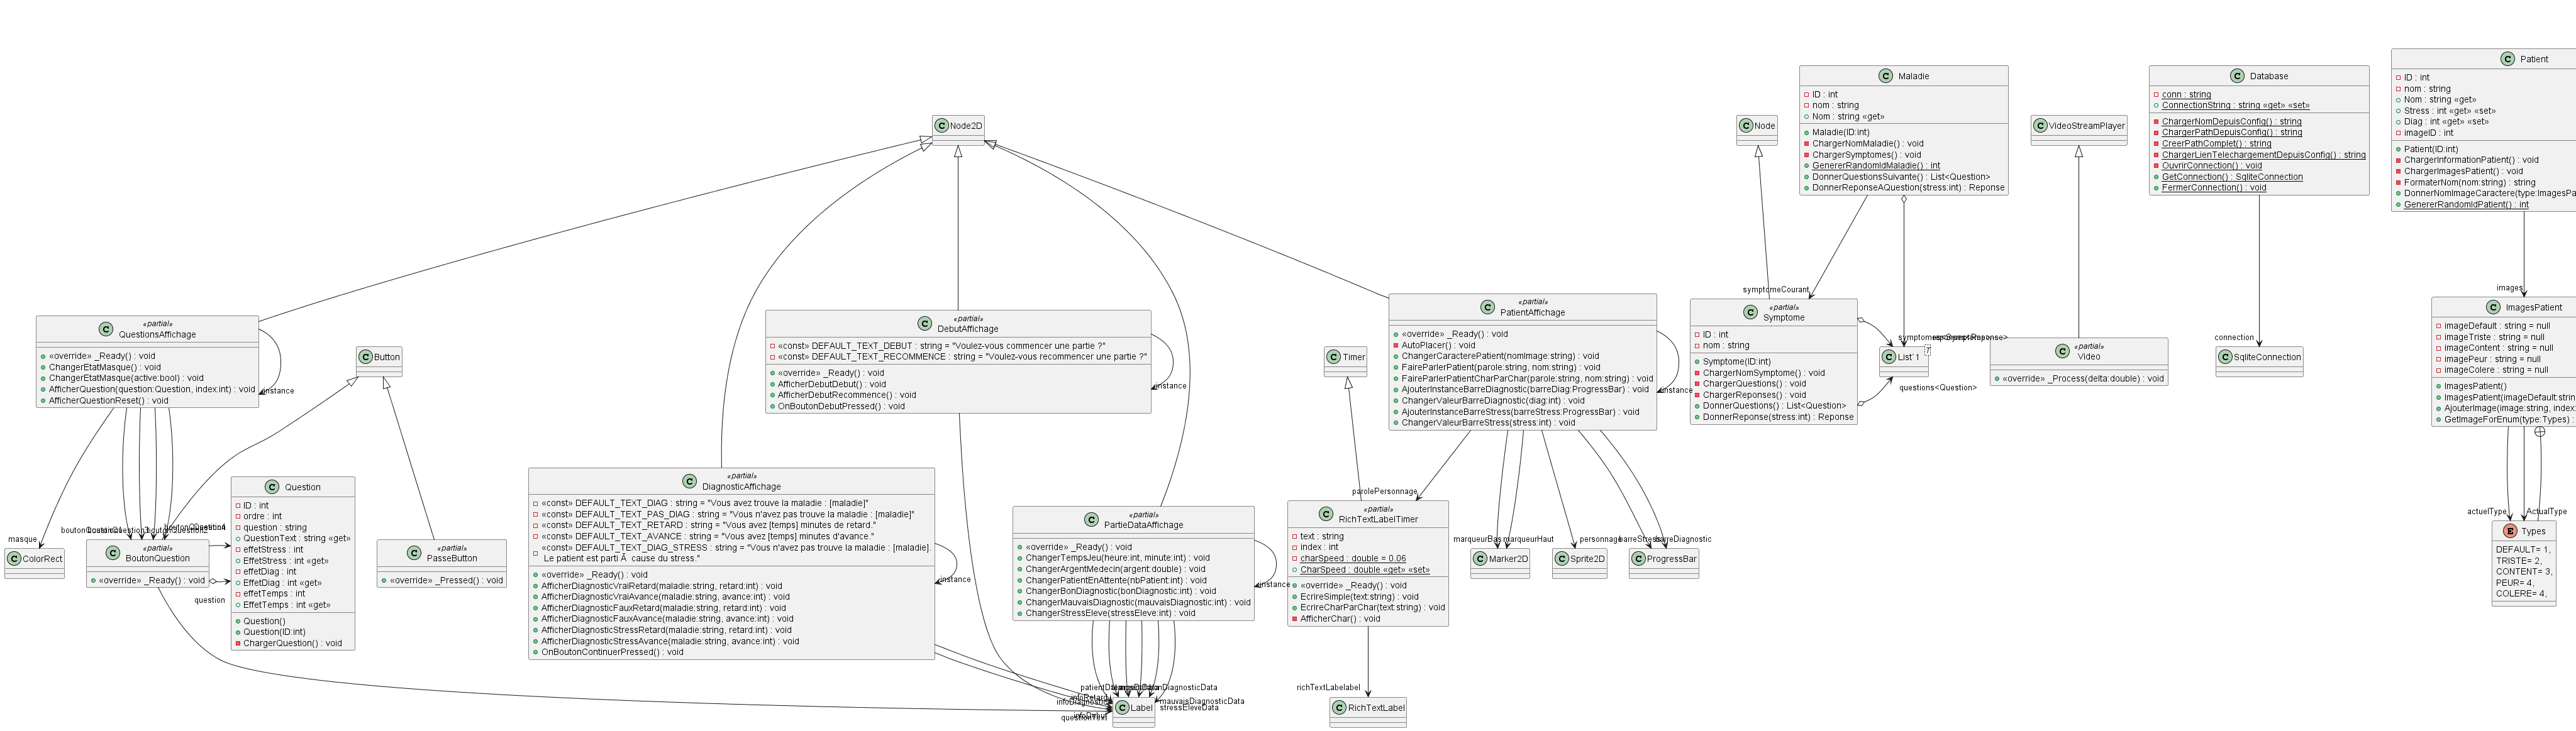 Node2D
QuestionsAffichage
«partial»
«override» _Ready() : void
ChangerEtatMasque() : void
ChangerEtatMasque(active:bool) : void
AfficherQuestion(question:Question, index:int) : void
AfficherQuestionReset() : void
instance
Button
masque
ColorRect
«partial»
BoutonQuestion
«override» _Ready() : void
question
Question
ID : int
ordre : int
question : string
QuestionText : string «get»
effetStress : int
EffetStress : int «get»
effetDiag : int
EffetDiag : int «get»
effetTemps : int
EffetTemps : int «get»
Question()
Question(ID:int)
ChargerQuestion() : void
«partial»
PasseButton
«override» _Pressed() : void
«partial»
DebutAffichage
«const» DEFAULT_TEXT_DEBUT : string = "Voulez-vous commencer une partie ?"
«const» DEFAULT_TEXT_RECOMMENCE : string = "Voulez-vous recommencer une partie ?"
«override» _Ready() : void
AfficherDebutDebut() : void
AfficherDebutRecommence() : void
OnBoutonDebutPressed() : void
instance
«partial»
DiagnosticAffichage
«const» DEFAULT_TEXT_DIAG : string = "Vous avez trouve la maladie : [maladie]"
«const» DEFAULT_TEXT_PAS_DIAG : string = "Vous n'avez pas trouve la maladie : [maladie]"
«const» DEFAULT_TEXT_RETARD : string = "Vous avez [temps] minutes de retard."
«const» DEFAULT_TEXT_AVANCE : string = "Vous avez [temps] minutes d'avance."
«const» DEFAULT_TEXT_DIAG_STRESS : string = "Vous n'avez pas trouve la maladie : [maladie].
Le patient est parti Ã  cause du stress."
«override» _Ready() : void
AfficherDiagnosticVraiRetard(maladie:string, retard:int) : void
AfficherDiagnosticVraiAvance(maladie:string, avance:int) : void
AfficherDiagnosticFauxRetard(maladie:string, retard:int) : void
AfficherDiagnosticFauxAvance(maladie:string, avance:int) : void
AfficherDiagnosticStressRetard(maladie:string, retard:int) : void
AfficherDiagnosticStressAvance(maladie:string, avance:int) : void
OnBoutonContinuerPressed() : void
instance
«partial»
PartieDataAffichage
«override» _Ready() : void
ChangerTempsJeu(heure:int, minute:int) : void
ChangerArgentMedecin(argent:double) : void
ChangerPatientEnAttente(nbPatient:int) : void
ChangerBonDiagnostic(bonDiagnostic:int) : void
ChangerMauvaisDiagnostic(mauvaisDiagnostic:int) : void
ChangerStressEleve(stressEleve:int) : void
instance
mauvaisDiagnosticData
stressEleveData
Label
Timer
«partial»
PatientAffichage
«override» _Ready() : void
AutoPlacer() : void
ChangerCaracterePatient(nomImage:string) : void
FaireParlerPatient(parole:string, nom:string) : void
FaireParlerPatientCharParChar(parole:string, nom:string) : void
AjouterInstanceBarreDiagnostic(barreDiag:ProgressBar) : void
ChangerValeurBarreDiagnostic(diag:int) : void
AjouterInstanceBarreStress(barreStress:ProgressBar) : void
ChangerValeurBarreStress(stress:int) : void
instance
parolePersonnage
«partial»
RichTextLabelTimer
text : string
index : int
charSpeed : double = 0.06
CharSpeed : double «get» «set»
«override» _Ready() : void
EcrireSimple(text:string) : void
EcrireCharParChar(text:string) : void
AfficherChar() : void
richTextLabelabel
RichTextLabel
marqueurBas
marqueurHaut
Marker2D
personnage
Sprite2D
barreDiagnostic
ProgressBar
Node
Maladie
ID : int
nom : string
Nom : string «get»
Maladie(ID:int)
ChargerNomMaladie() : void
ChargerSymptomes() : void
GenererRandomIdMaladie() : int
DonnerQuestionsSuivante() : List<Question>
DonnerReponseAQuestion(stress:int) : Reponse
symptomeCourant
«partial»
Symptome
ID : int
nom : string
Symptome(ID:int)
ChargerNomSymptome() : void
ChargerQuestions() : void
ChargerReponses() : void
DonnerQuestions() : List<Question>
DonnerReponse(stress:int) : Reponse
List`1
T
questions<Question>
VideoStreamPlayer
«partial»
Video
«override» _Process(delta:double) : void
Database
conn : string
ConnectionString : string «get» «set»
ChargerNomDepuisConfig() : string
ChargerPathDepuisConfig() : string
CreerPathComplet() : string
ChargerLienTelechargementDepuisConfig() : string
OuvrirConnection() : void
GetConnection() : SqliteConnection
FermerConnection() : void
connection
SqliteConnection
Patient
ID : int
nom : string
Nom : string «get»
Stress : int «get» «set»
Diag : int «get» «set»
imageID : int
Patient(ID:int)
ChargerInformationPatient() : void
ChargerImagesPatient() : void
FormaterNom(nom:string) : string
DonnerNomImageCaractere(type:ImagesPa
GenererRandomIdPatient() : int
images
ImagesPatient
imageDefault : string = null
imageTriste : string = null
imageContent : string = null
imagePeur : string = null
imageColere : string = null
ImagesPatient()
ImagesPatient(imageDefault:strin
AjouterImage(image:string, index:
GetImageForEnum(type:Types) :
actuelType
ActualType
Types
DEFAULT= 1,
TRISTE= 2,
CONTENT= 3,
PEUR= 4,
COLERE= 4,